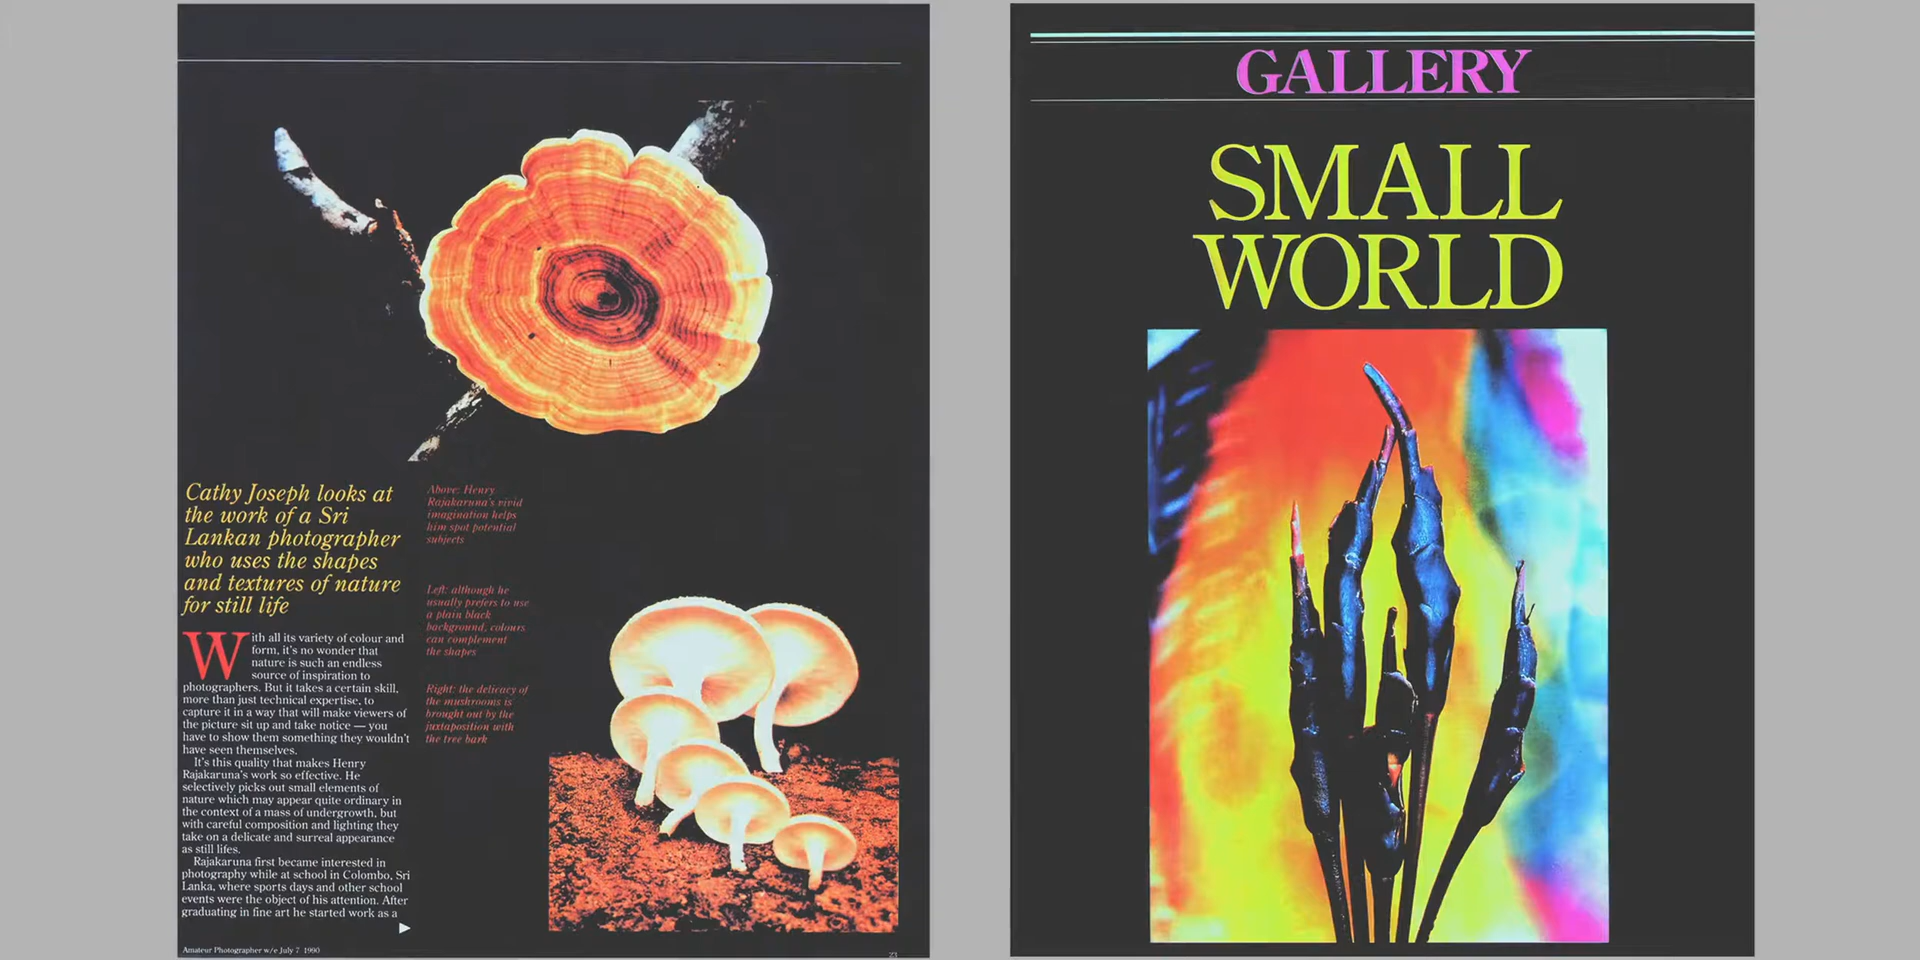 Cathy Joseph looks at
the work of a Sri
Lankan photographer
who uses the shapes
and textures of nature
for still life
With all its variety of colour and
form, it's no wonder that
nature is such an endless
source of inspiration to
photographers. But it takes a certain skill,
more than just technical expertise, to
capture it in a way that will make viewers of
the picture sit up and take notice — you
have to show them something they wouldn't
have seen themselves.
It's this quality that makes Henry
Rajakaruna's work so effective. He
selectively picks out small elements of
nature which may appear quite ordinary in
the context of a mass of undergrowth, but
with careful composition and lighting they
take on a delicate and surreal appearance
as still lifes.
Rajakaruna first became interested in
photography while at school in Colombo, Sri
Lanka, where sports days and other school
events were the object of his attention. After
graduating in fine art he started work as a
Above: Henry
Rajakaruna's vivid
imagination helps
him spot potential
subjects
Left: although he
usually prefers to use
a plain black
background, colours
can complement
the shapes
Right: the delicacy of
the mushrooms is
brought out by the
juxtaposition with
the tree bark
Amateur Photographer w/e July 7 1990
23
GALLERY
SMALL
WORLD